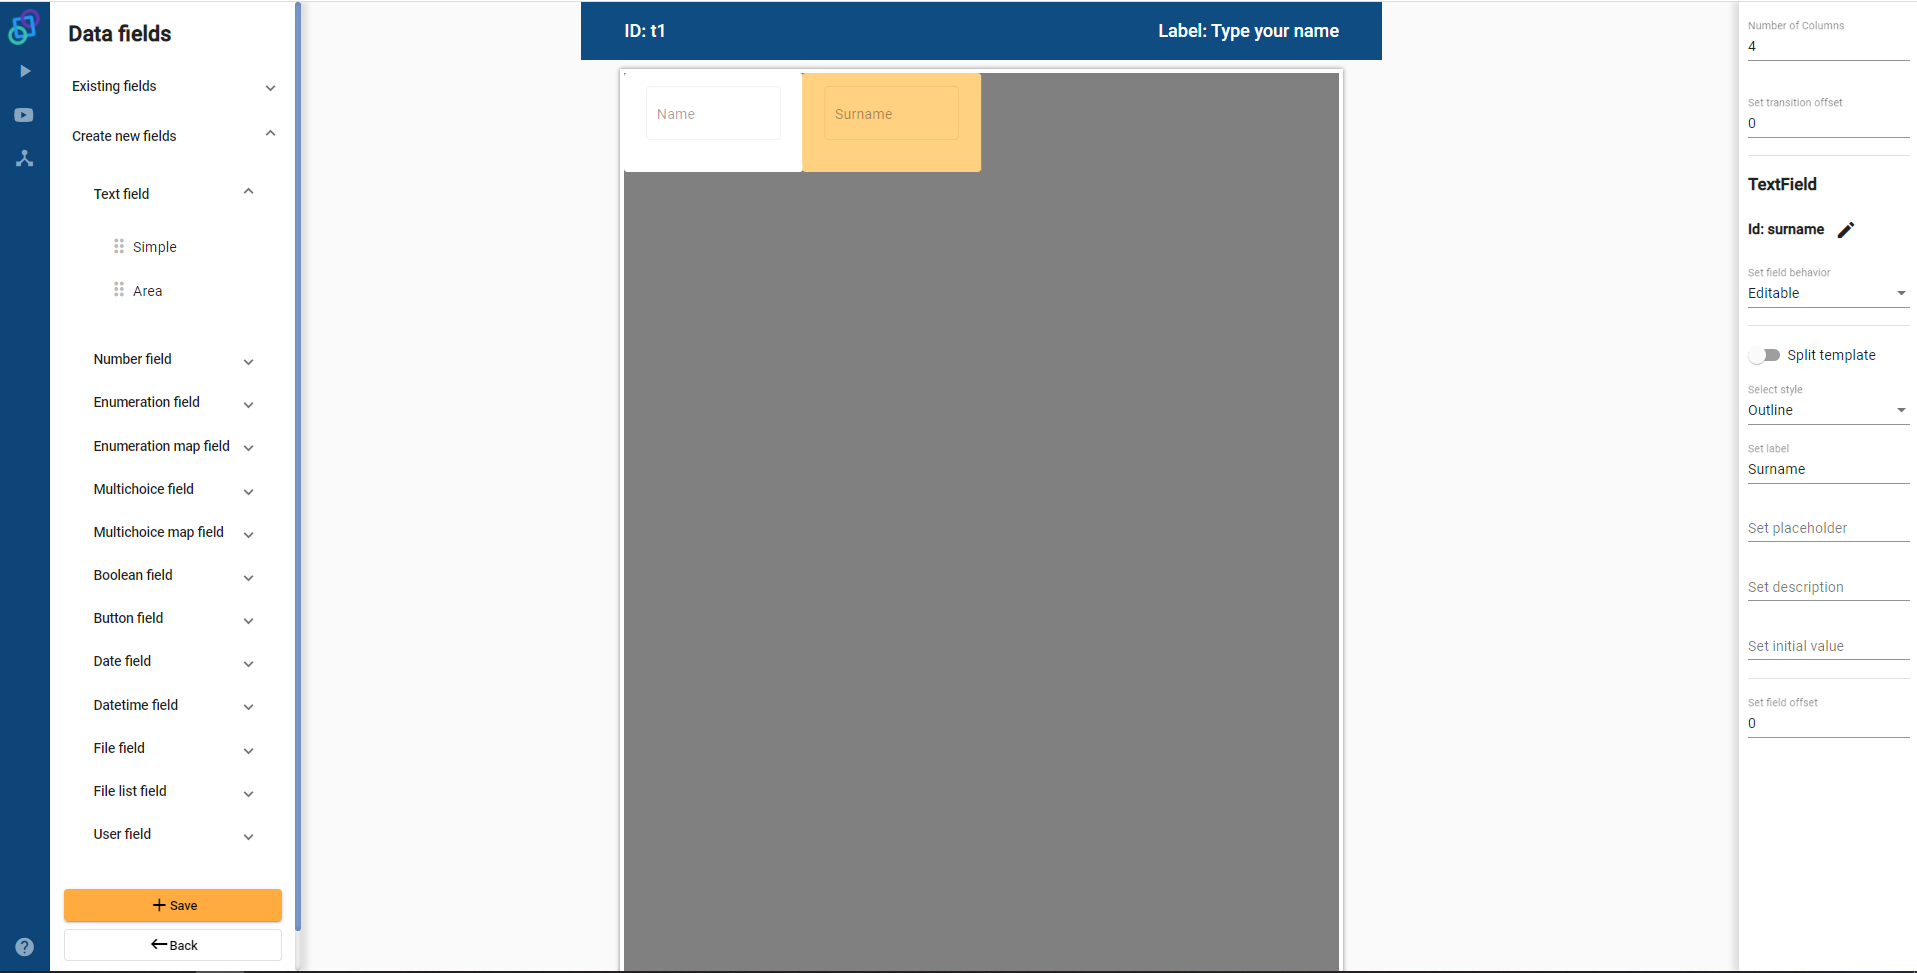 Data fields
Existing fields
Create new fields
Text field
Simple
Area
Number field
Enumeration field
Enumeration map field
Multichoice field
Multichoice map field
Boolean field
Button field
Date field
Datetime field
File field
File list field
User field
Save
Back
ID: t1
Label: Type your name
Name
Surname
Number of Columns
4
Set transition offset
0
TextField
Id: surname
Set field behavior
Editable
Split template
Select style
Outline
Set label
Surname
Set placeholder
Set description
Set initial value
Set field offset
0